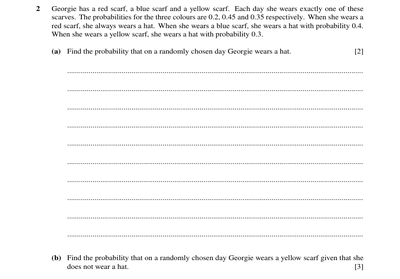 2 Georgie has a red scarf, a blue scarf and a yellow scarf. Each day she wears exactly one of these
scarves. The probabilities for the three colours are 0.2, 0.45 and 0.35 respectively. When she wears a
red scarf, she always wears a hat. When she wears a blue scarf, she wears a hat with probability 0.4.
When she wears a yellow scarf, she wears a hat with probability 0.3.
(a) Find the probability that on a randomly chosen day Georgie wears a hat. [2]
(b) Find the probability that on a randomly chosen day Georgie wears a yellow scarf given that she
does not wear a hat. [3]